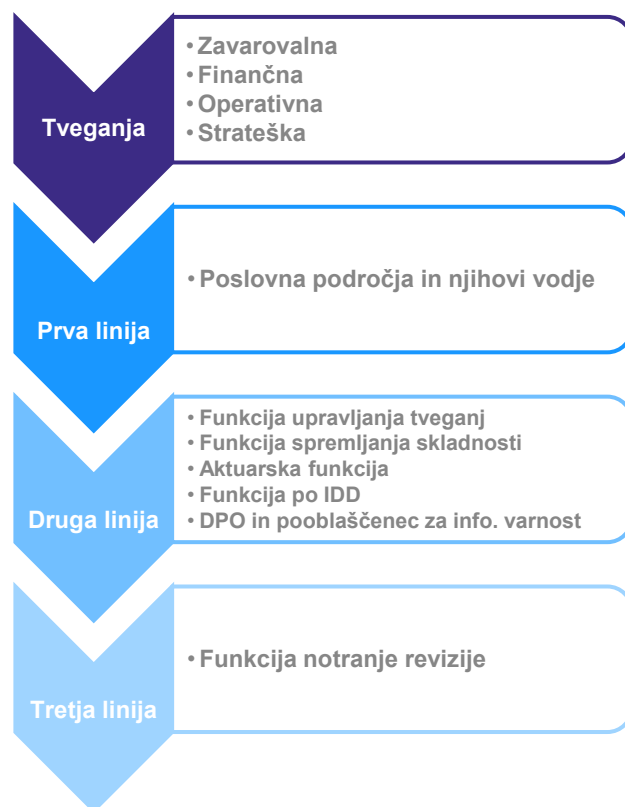 Tveganja
• Zavarovalna
• Finančna
• Operativna
• Strateška
Prva linija
• Poslovna področja in njihovi vodje
Druga linija
• Funkcija upravljanja tveganj
• Funkcija spremljanja skladnosti
• Aktuarska funkcija
• Funkcija po IDD
• DPO in pooblaščenec za info. varnost
Tretja linija
• Funkcija notranje revizije